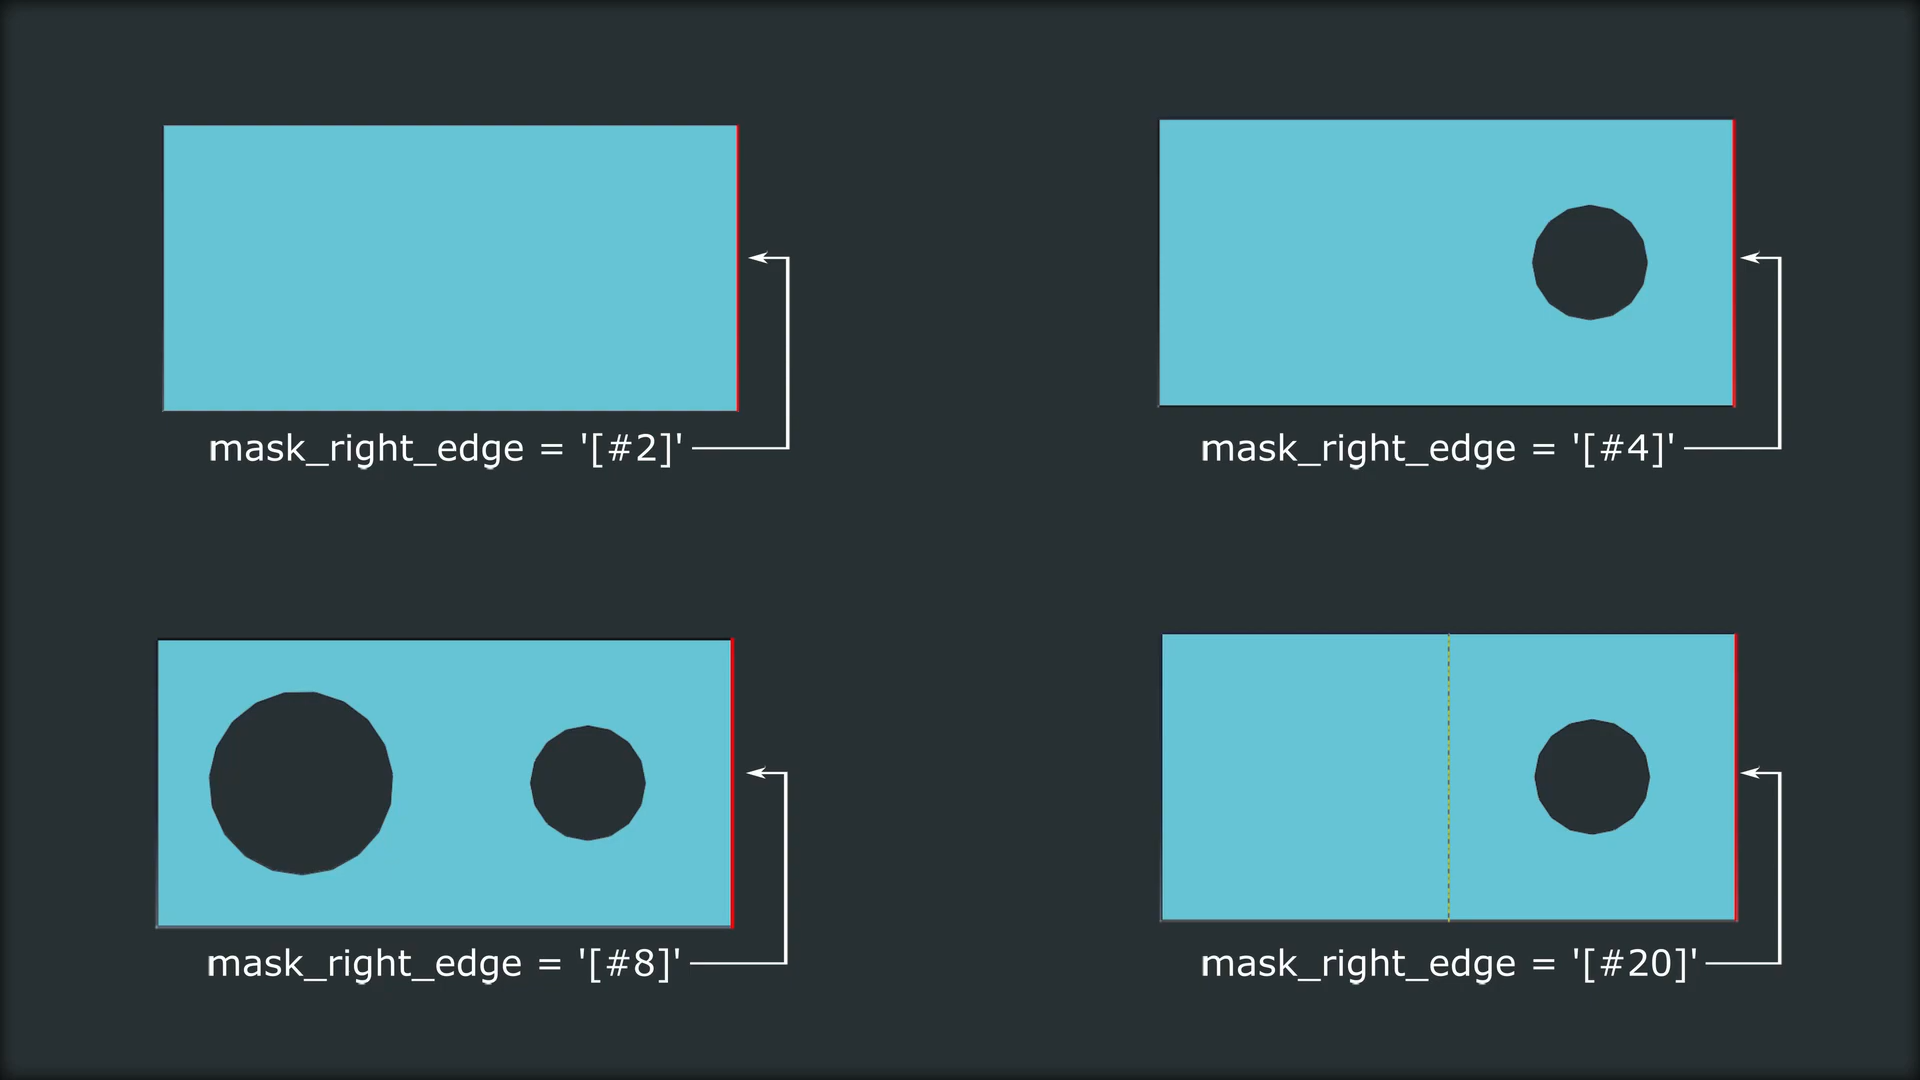 mask_right_edge = '[#2]'
mask_right_edge = '[#4]'
mask_right_edge = '[#8]'
mask_right_edge = '[#20]'